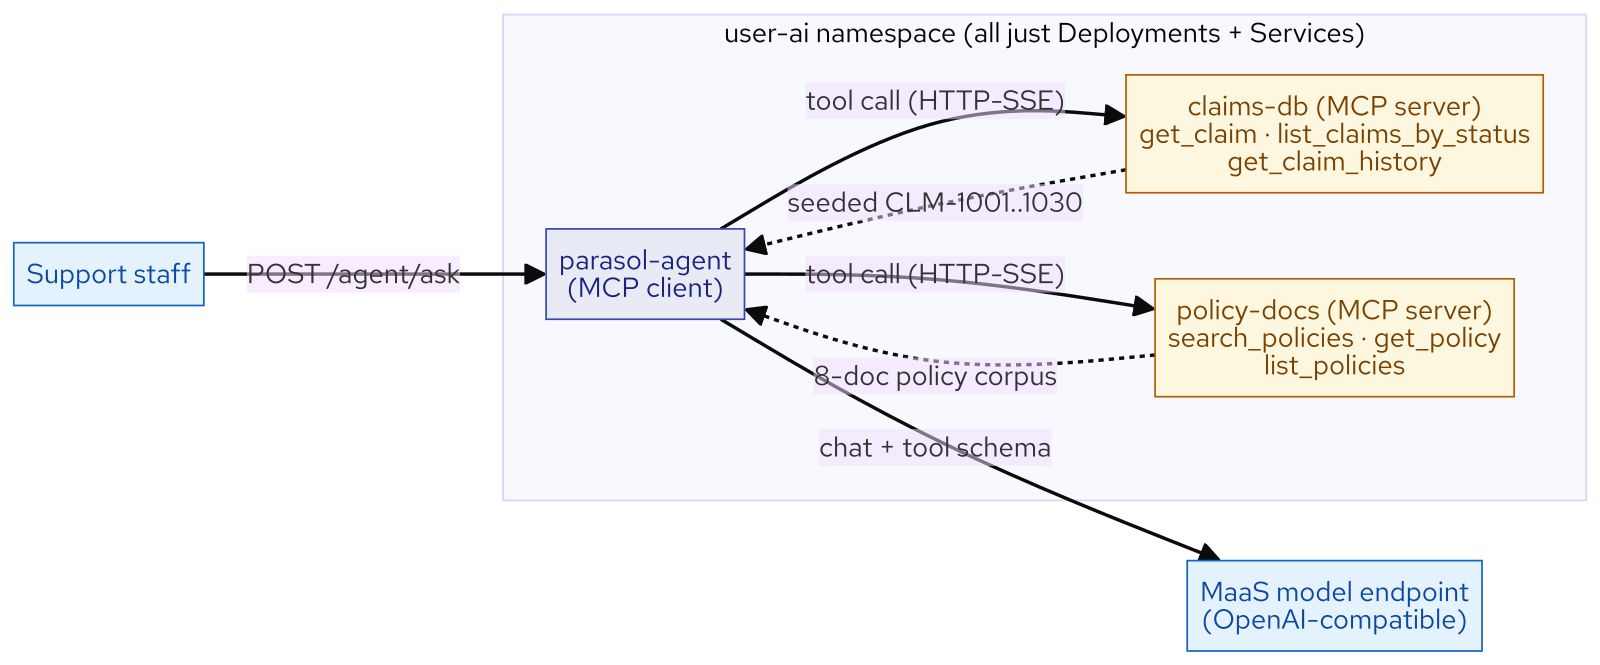 user-ai namespace (all just Deployments + Services)
tool call (HTTP-SSE)
claims-db (MCP server)
get_claim · list_claims_by_status
get_claim_history
seeded CLM-1001..1030
Support staff
POST /agent/ask
parasol-agent
(MCP client)
tool call (HTTP-SSE)
policy-docs (MCP server)
search_policies · get_policy
list_policies
8-doc policy corpus
chat + tool schema
MaaS model endpoint
(OpenAI-compatible)